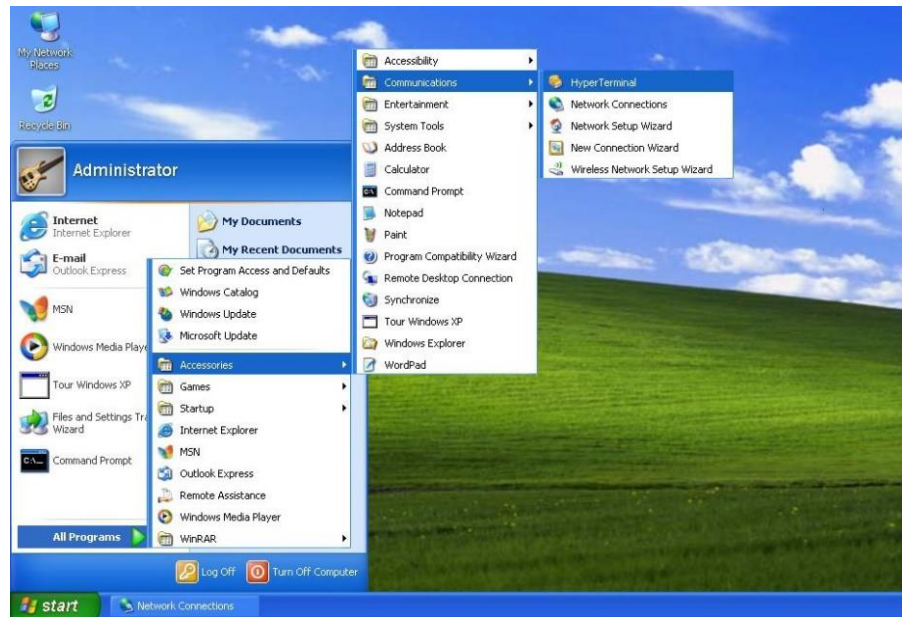 My Network
Places
Recycle Bin
Administrator
Internet
Internet Explorer
E-mail
Outlook Express
MSN
Windows Media Playe
Tour Windows XP
Files and Settings Tra
Wizard
Command Prompt
All Programs
My Documents
My Recent Documents
Set Program Access and Defaults
Windows Catalog
Windows Update
Microsoft Update
Accessories
Games
Startup
Internet Explorer
MSN
Outlook Express
Remote Assistance
Windows Media Player
WinRAR
Accessibility
Communications
Entertainment
System Tools
Address Book
Calculator
Command Prompt
Notepad
Paint
Program Compatibility Wizard
Remote Desktop Connection
Synchronize
Tour Windows XP
Windows Explorer
WordPad
HyperTerminal
Network Connections
Network Setup Wizard
New Connection Wizard
Wireless Network Setup Wizard
Log Off
Turn Off Computer
start
Network Connections